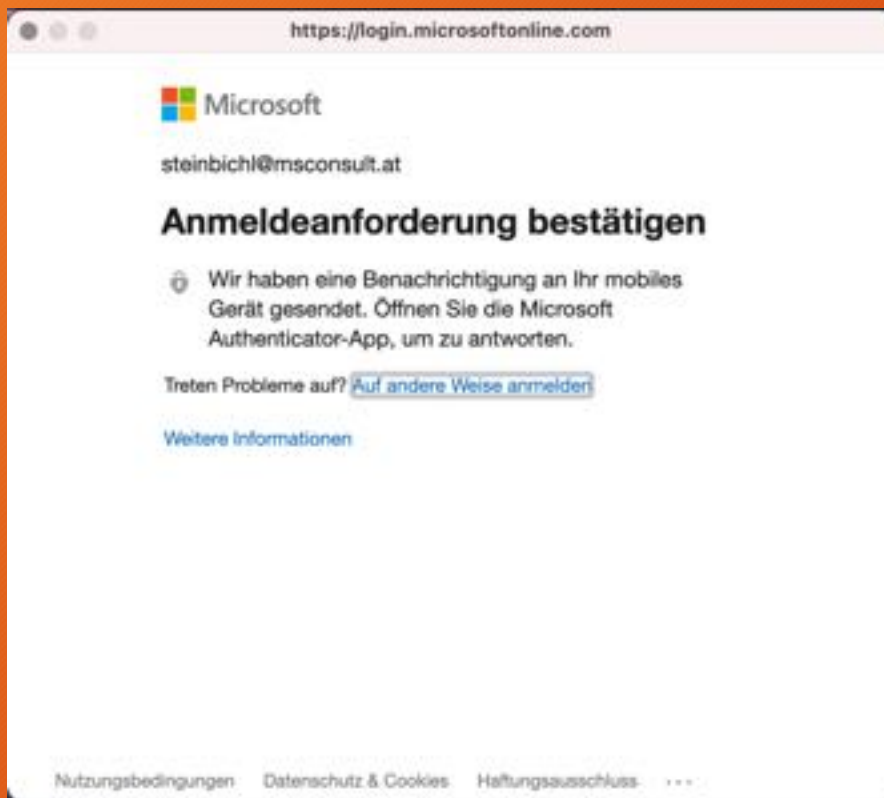 https://login.microsoftonline.com
Microsoft
steinbichl@msconsult.at
Anmeldeanforderung bestätigen
Wir haben eine Benachrichtigung an Ihr mobiles
Gerät gesendet. Öffnen Sie die Microsoft
Authenticator-App, um zu antworten.
Treten Probleme auf? Auf andere Weise anmelden
Weitere Informationen
Nutzungsbedingungen Datenschutz & Cookies Haftungsausschluss ...